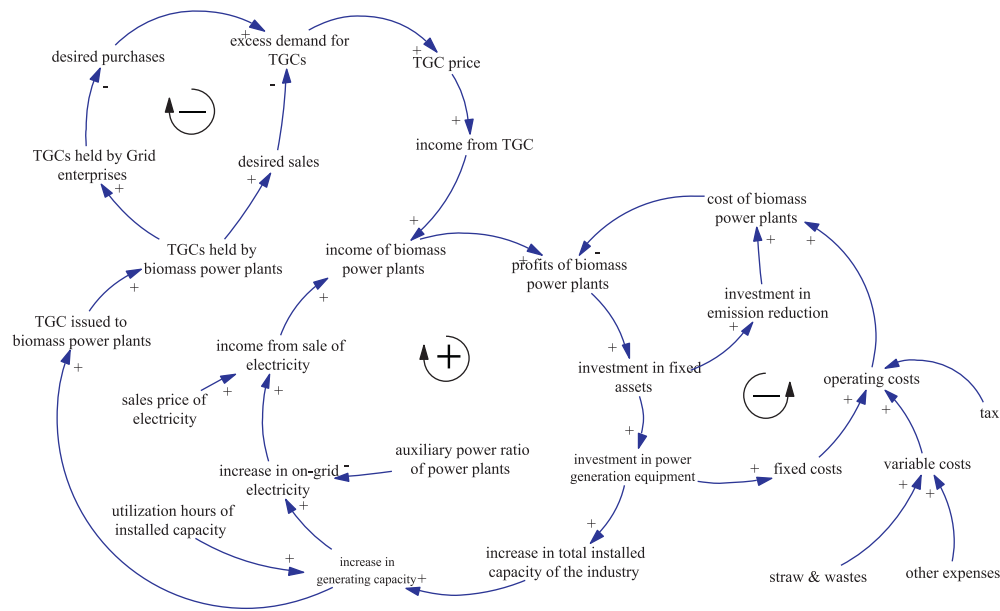 desired purchases
excess demand for
TGCs
TGC price
TGCs held by Grid
enterprises
desired sales
income from TGC
TGCs held by
biomass power plants
income of biomass
power plants
profits of biomass
power plants
cost of biomass
power plants
investment in
emission reduction
TGC issued to
biomass power plants
income from sale of
electricity
sales price of
electricity
investment in fixed
assets
operating costs
tax
increase in on-grid
electricity
auxiliary power ratio
of power plants
investment in power
generation equipment
fixed costs
variable costs
utilization hours of
installed capacity
increase in
generating capacity
increase in total installed
capacity of the industry
straw & wastes
other expenses